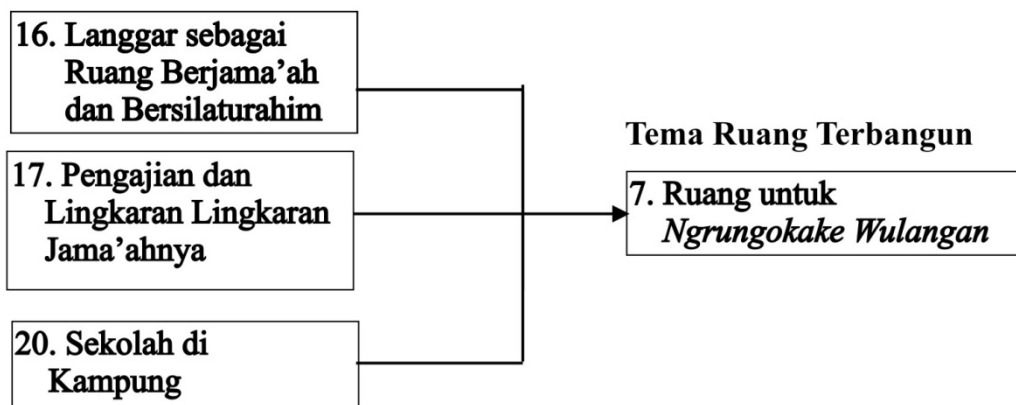 16. Langgar sebagai
Ruang Berjama’ah
dan Bersilaturahim
17. Pengajian dan
Lingkaran Lingkaran
Jama’ahnya
20. Sekolah di
Kampung
Tema Ruang Terbangun
7. Ruang untuk
Ngrungokake Wulangan